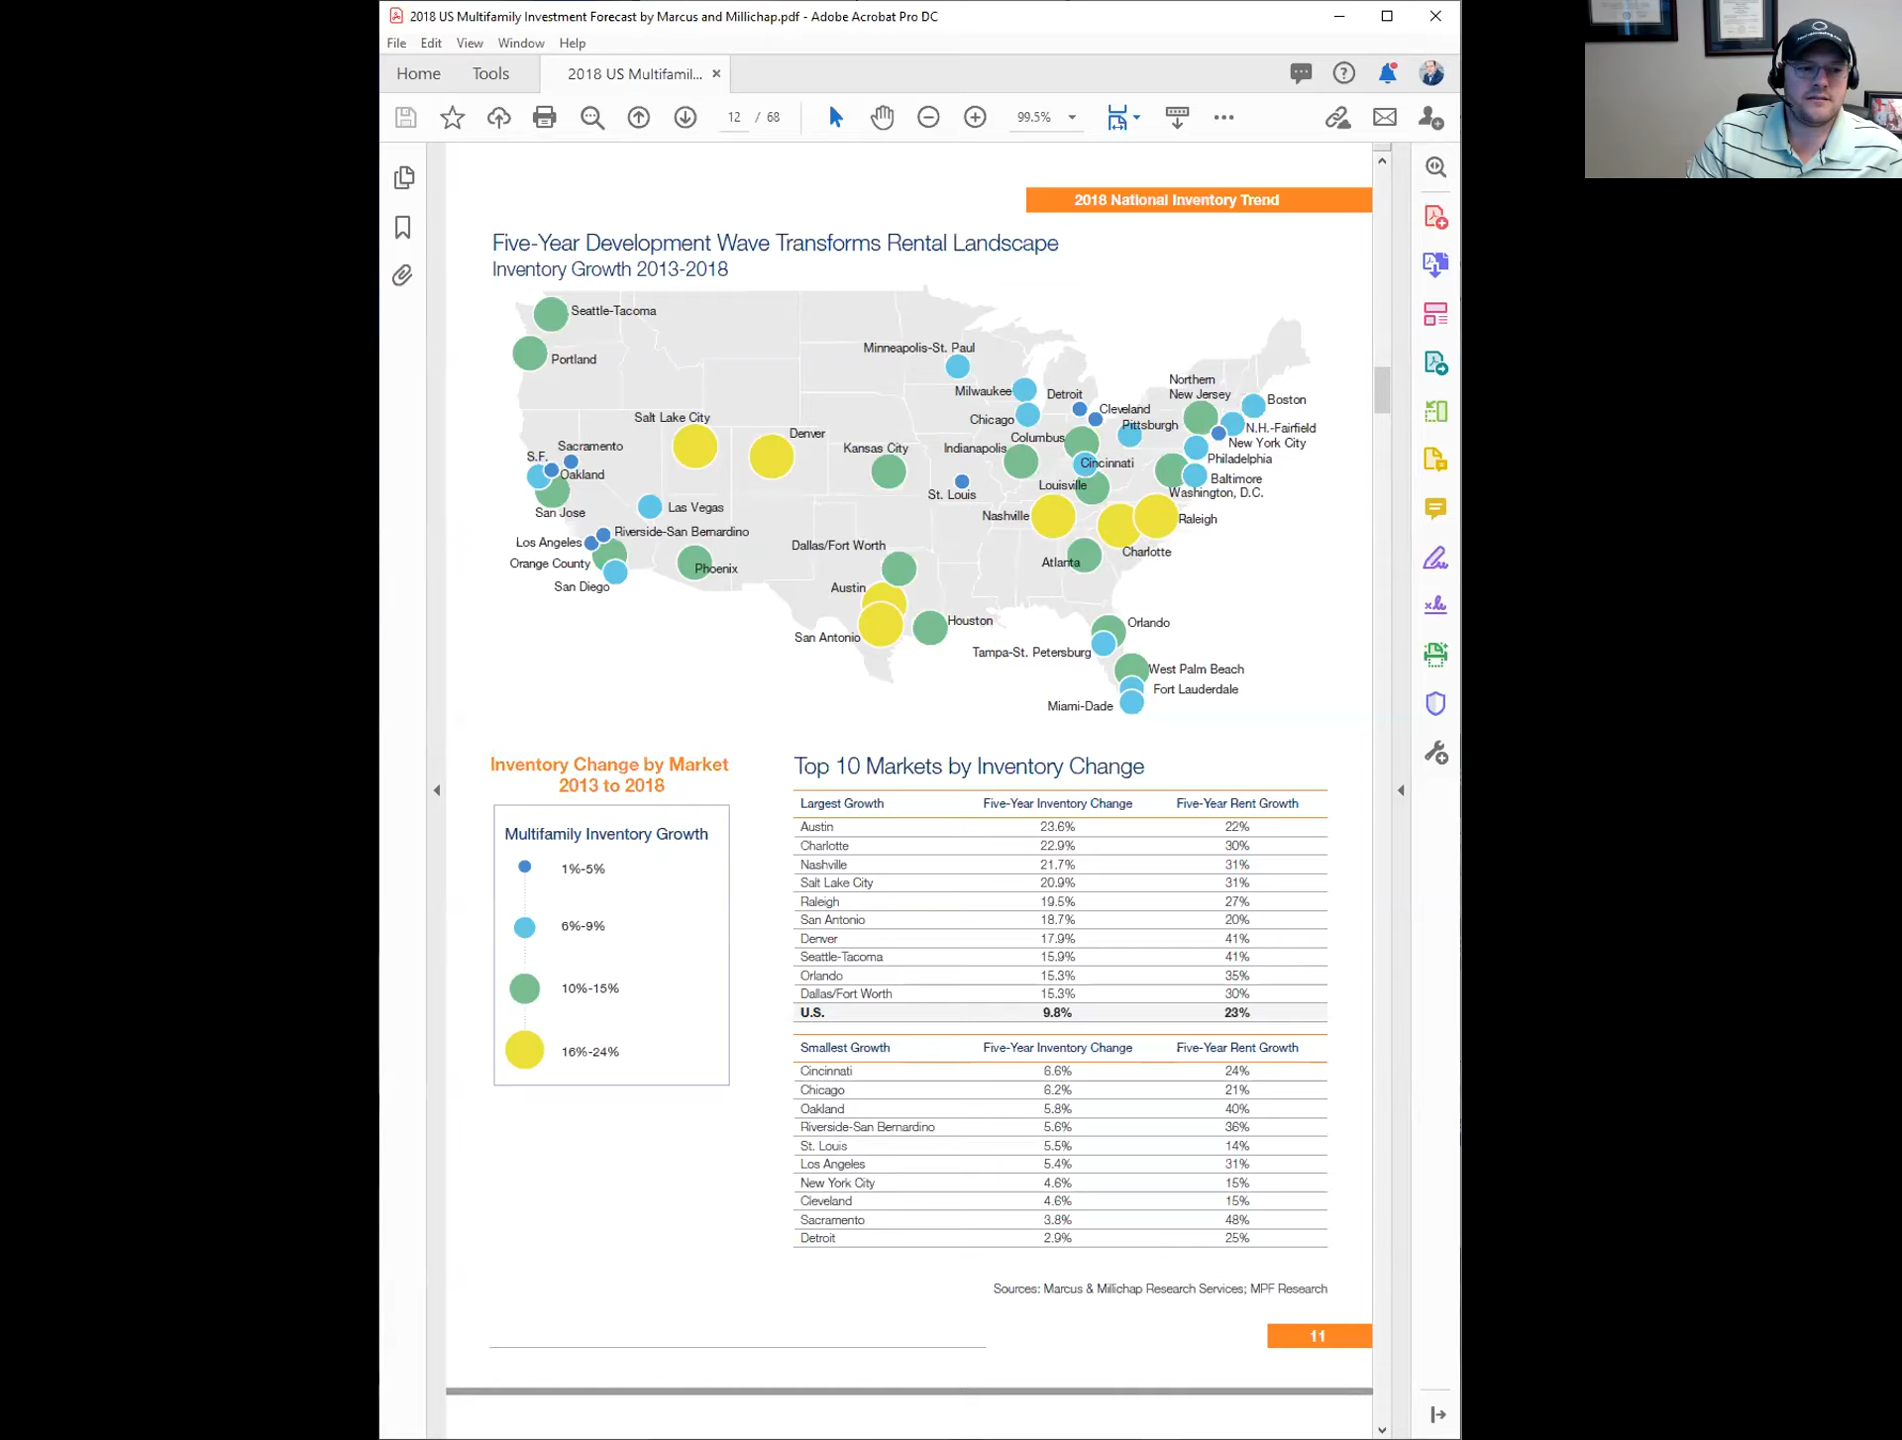 2018 US Multifamily Investment Forecast by Marcus and Millichap.pdf - Adobe Acrobat Pro DC
File Edit View Window Help
Home Tools 2018 US Multifamil... ×
12 / 68 99.5%
2018 National Inventory Trend
Five-Year Development Wave Transforms Rental Landscape
Inventory Growth 2013-2018
Seattle-Tacoma
Portland
Minneapolis-St. Paul
Milwaukee
Detroit
Northern
New Jersey
Boston
Salt Lake City
Denver
Chicago
Cleveland
Pittsburgh
N.H.-Fairfield
New York City
Sacramento
S.F.
Oakland
San Jose
Kansas City
Indianapolis
Columbus
Cincinnati
Philadelphia
Baltimore
Washington, D.C.
St. Louis
Louisville
Las Vegas
Nashville
Raleigh
Charlotte
Riverside-San Bernardino
Los Angeles
Orange County
San Diego
Phoenix
Dallas/Fort Worth
Atlanta
Austin
San Antonio
Houston
Orlando
Tampa-St. Petersburg
West Palm Beach
Fort Lauderdale
Miami-Dade
Inventory Change by Market
2013 to 2018
Multifamily Inventory Growth
1%-5%
6%-9%
10%-15%
16%-24%
Top 10 Markets by Inventory Change
Largest Growth Five-Year Inventory Change Five-Year Rent Growth
Austin 23.6% 22%
Charlotte 22.9% 30%
Nashville 21.7% 31%
Salt Lake City 20.9% 31%
Raleigh 19.5% 27%
San Antonio 18.7% 20%
Denver 17.9% 41%
Seattle-Tacoma 15.9% 41%
Orlando 15.3% 35%
Dallas/Fort Worth 15.3% 30%
U.S. 9.8% 23%
Smallest Growth Five-Year Inventory Change Five-Year Rent Growth
Cincinnati 6.6% 24%
Chicago 6.2% 21%
Oakland 5.8% 40%
Riverside-San Bernardino 5.6% 36%
St. Louis 5.5% 14%
Los Angeles 5.4% 31%
New York City 4.6% 15%
Cleveland 4.6% 15%
Sacramento 3.8% 48%
Detroit 2.9% 25%
Sources: Marcus & Millichap Research Services; MPF Research
11